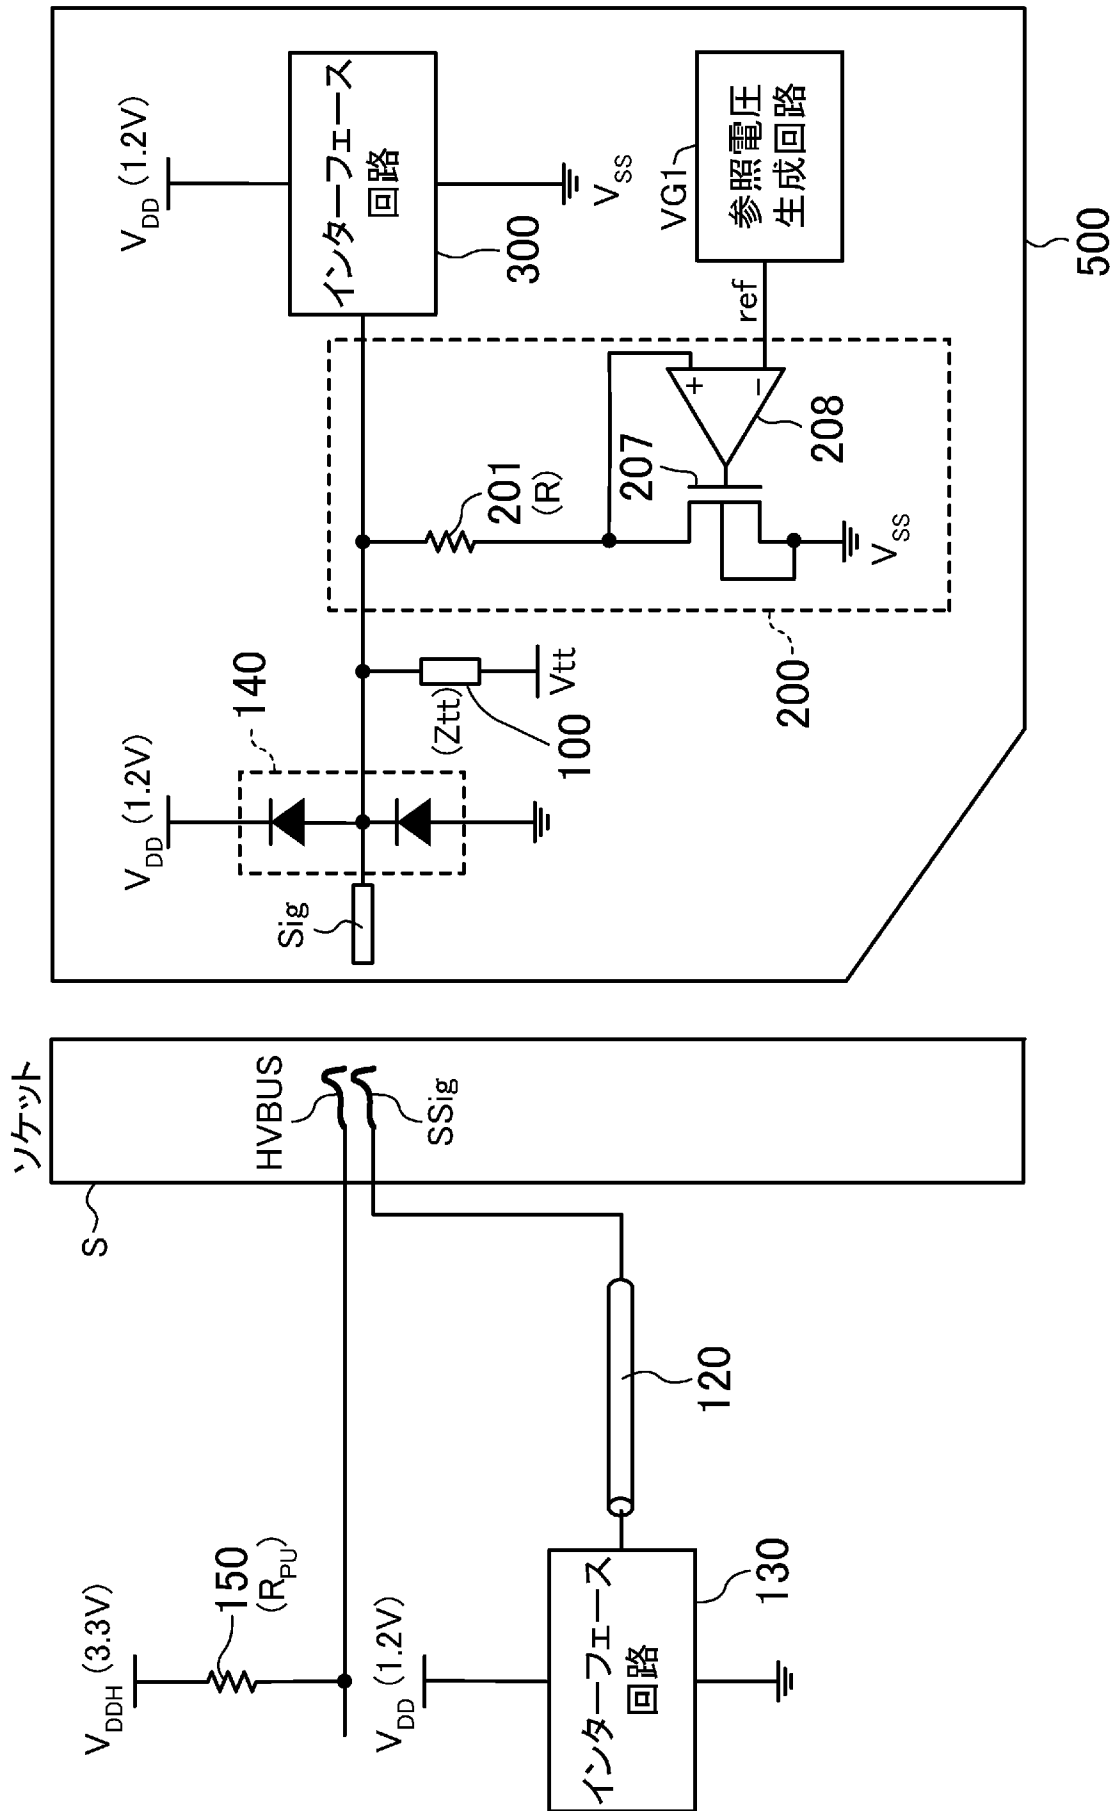 ソケット
S
HVBUS
SSig
V_DDH (3.3V)
150
(R_PU)
V_DD (1.2V)
インターフェース
回路
130
120
V_DD (1.2V)
140
Sig
(Ztt)
100
Vtt
200
201
(R)
207
208
V_SS
V_DD (1.2V)
インターフェース
回路
300
V_SS
ref
VG1
参照電圧
生成回路
+
−
500